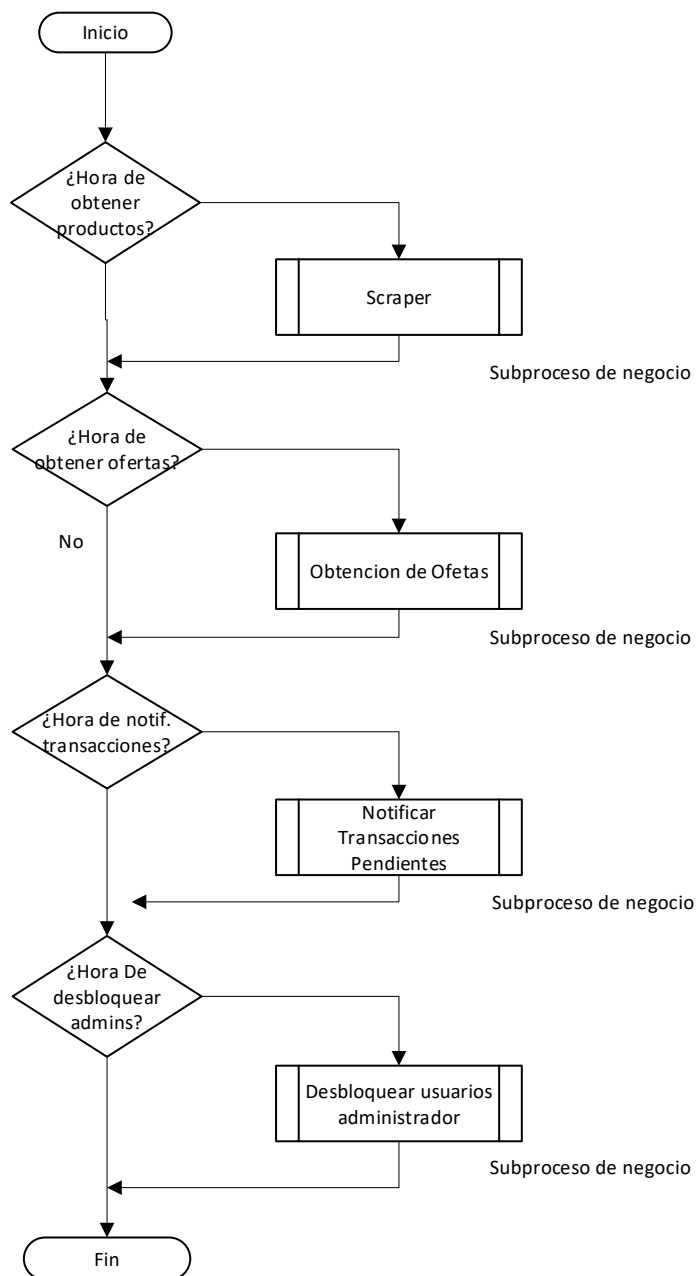 Inicio
¿Hora de
obtener
productos?
Scraper
Subproceso de negocio
¿Hora de
obtener ofertas?
No
Obtencion de Ofetas
Subproceso de negocio
¿Hora de notif.
transacciones?
Notificar
Transacciones
Pendientes
Subproceso de negocio
¿Hora De
desbloquear
admins?
Desbloquear usuarios
administrador
Subproceso de negocio
Fin